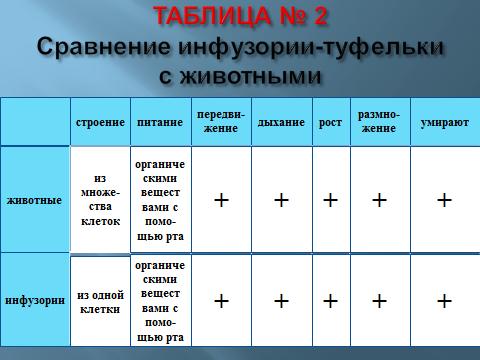 ТАБЛИЦА № 2
Сравнение инфузории-туфельки
с животными
строение
питание
передви-
жение
дыхание
рост
размно-
жение
умирают
животные
из
множе-
ства
клеток
органиче
скими
вещест
вами с
помо-
щью рта
+
+
+
+
+
инфузории
из одной
клетки
органиче
скими
вещест
вами с
помо-
щью рта
+
+
+
+
+